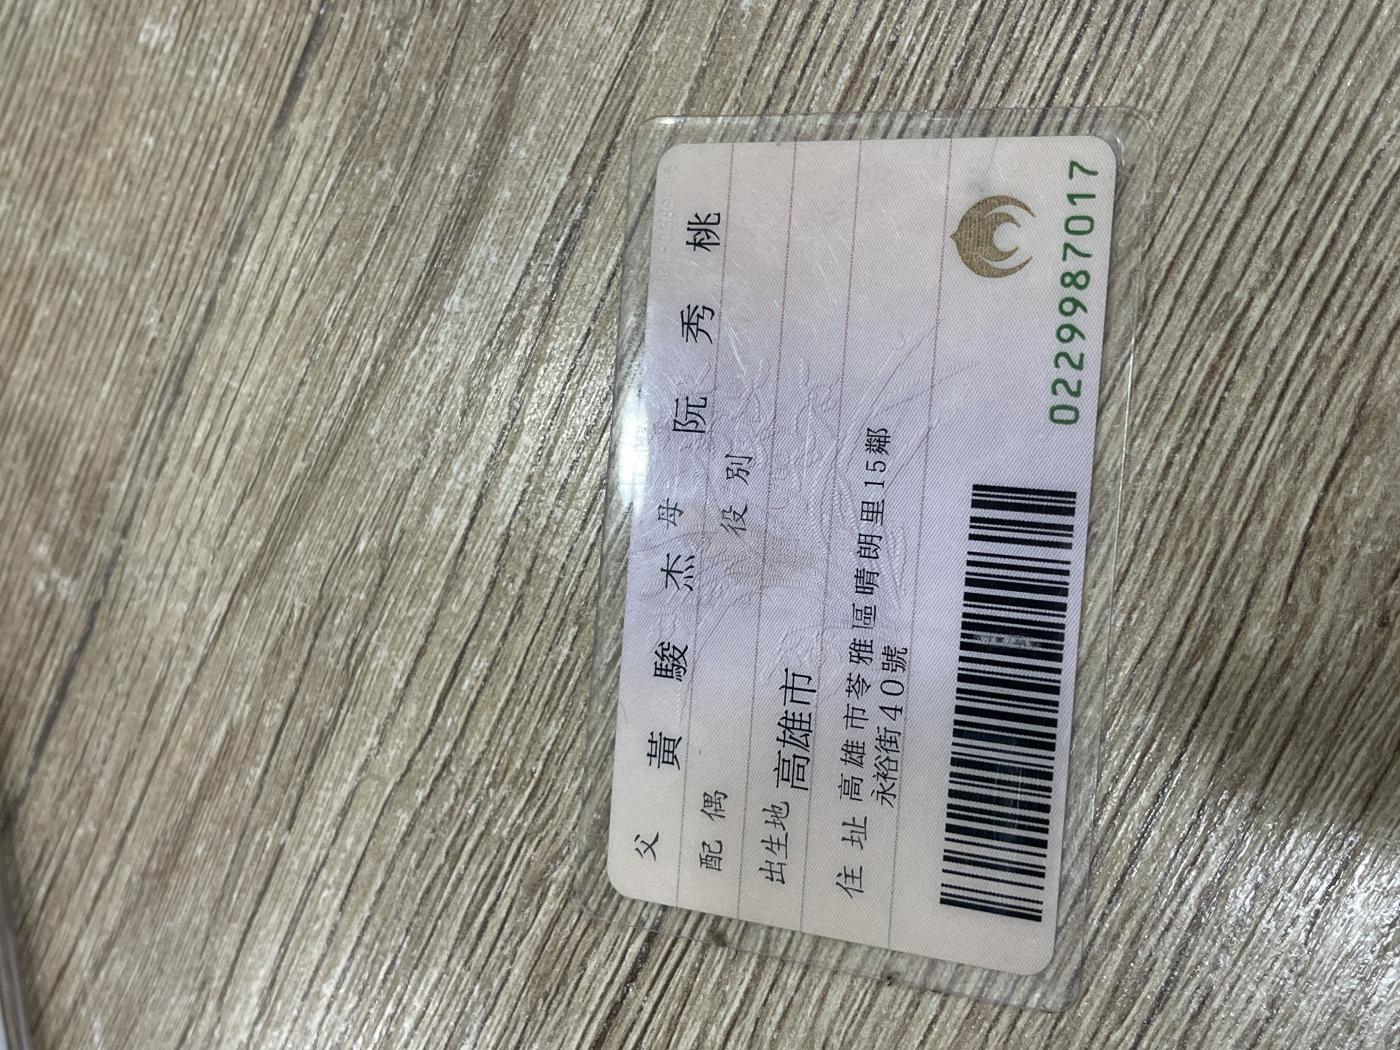 父 黃駿杰 母 阮秀桃
配偶 役別
出生地 高雄市
住址 高雄市苓雅區晴朗里15鄰
永裕街40號
0229987017